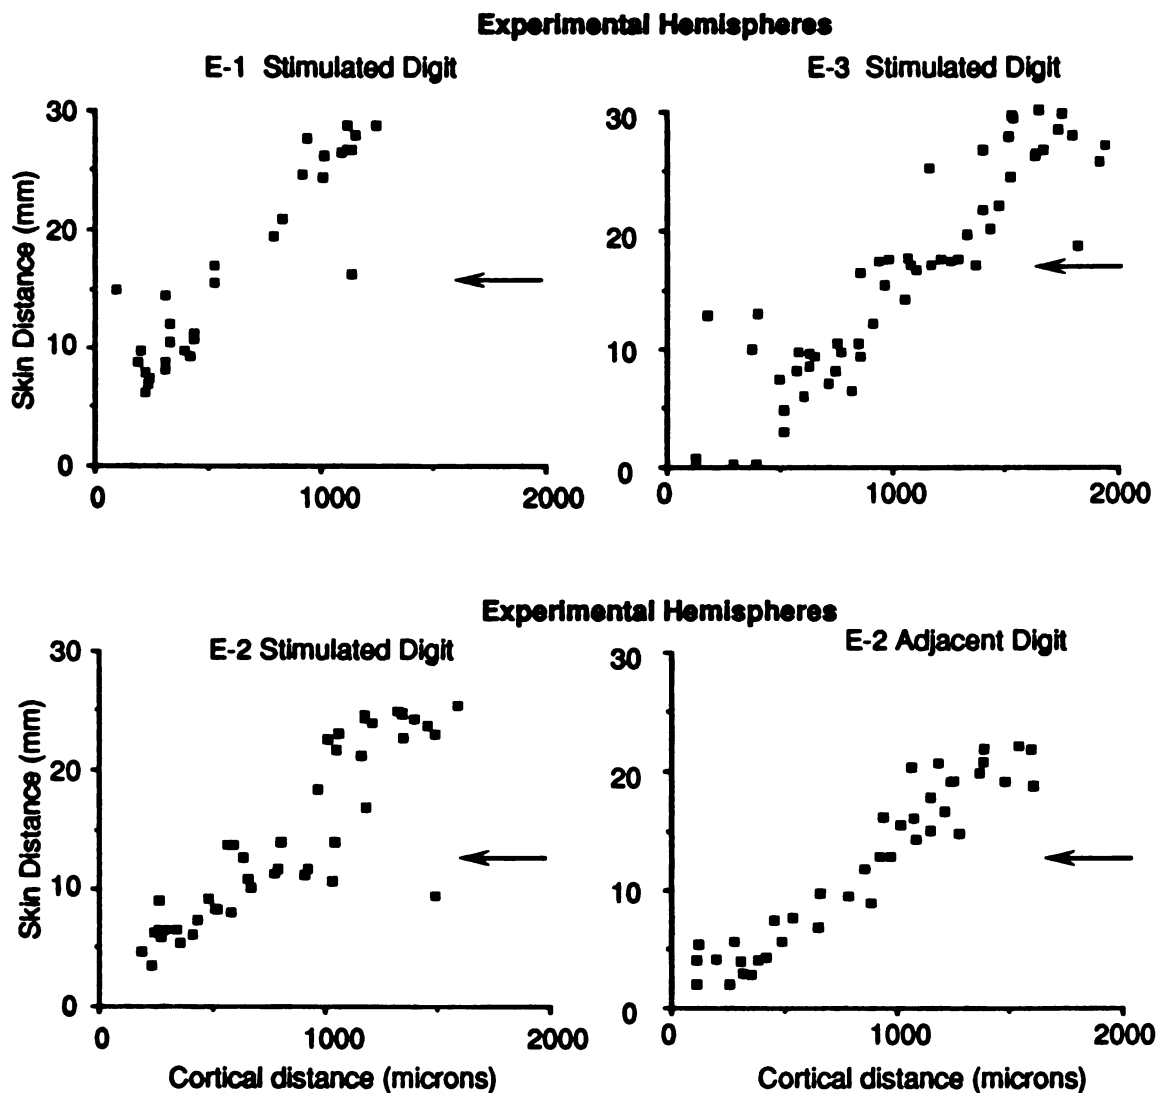 Experimental Hemispheres
E-1 Stimulated Digit
E-3 Stimulated Digit
30
20
10
0
Skin Distance (mm)
0
1000
2000
30
20
10
0
0
1000
2000
Experimental Hemispheres
E-2 Stimulated Digit
E-2 Adjacent Digit
30
20
10
0
Skin Distance (mm)
0
1000
2000
Cortical distance (microns)
30
20
10
0
0
1000
2000
Cortical distance (microns)